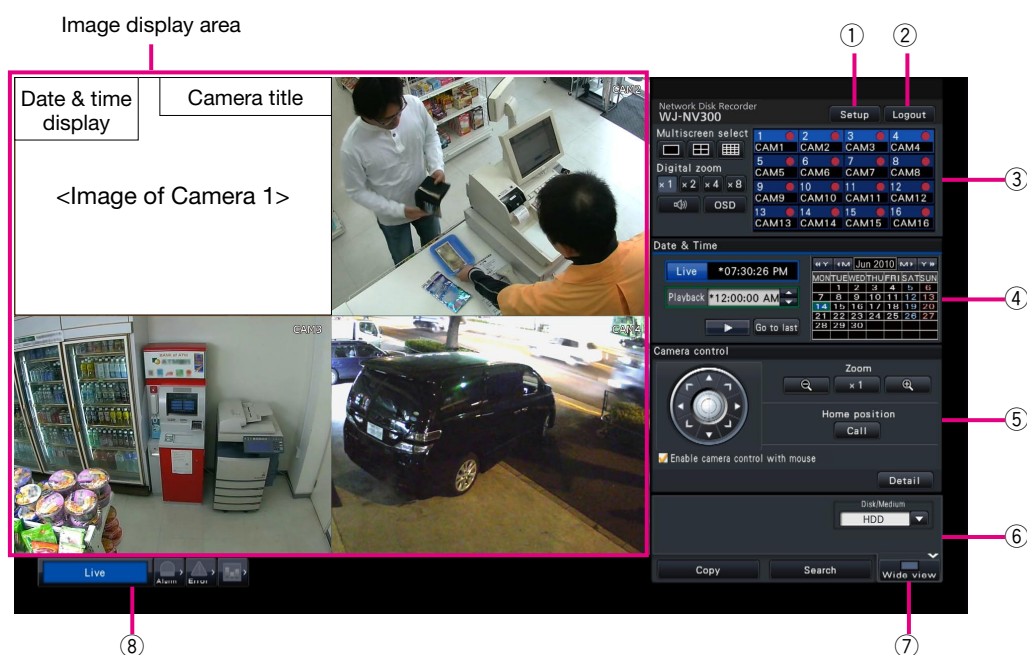 Image display area
① ②
Date & time
display
Camera title
CAM2
<Image of Camera 1>
CAM3
CAM4
Network Disk Recorder
WJ-NV300
Setup Logout
Multiscreen select
Digital zoom
×1 ×2 ×4 ×8
OSD
1 2 3 4
CAM1 CAM2 CAM3 CAM4
5 6 7 8
CAM5 CAM6 CAM7 CAM8
9 10 11 12
CAM9 CAM10 CAM11 CAM12
13 14 15 16
CAM13 CAM14 CAM15 CAM16
③
Date & Time
Live *07:30:26 PM
Playback *12:00:00 AM
Go to last
Y M Jun 2010 M Y
MON TUE WED THU FRI SAT SUN
1 2 3 4 5 6
7 8 9 10 11 12 13
14 15 16 17 18 19 20
21 22 23 24 25 26 27
28 29 30
④
Camera control
Zoom
×1
Home position
Call
Enable camera control with mouse
Detail
⑤
Disk/Medium
HDD
⑥
Copy Search Wide view
Live Alarm Error
⑧ ⑦